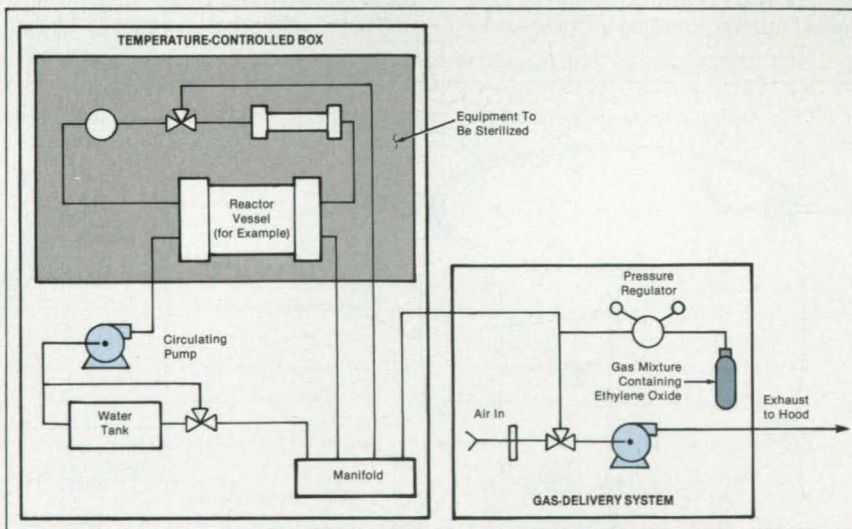 TEMPERATURE-CONTROLLED BOX
Equipment To
Be Sterilized
Reactor
Vessel
(for Example)
Circulating
Pump
Water
Tank
Manifold
Pressure
Regulator
Gas Mixture
Containing
Ethylene Oxide
Exhaust
to Hood
Air In
GAS-DELIVERY SYSTEM